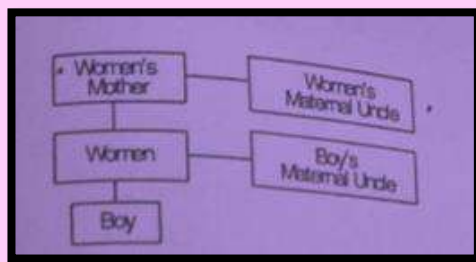 Women's
Mother
Women's
Maternal Uncle
Women
Boy's
Maternal Uncle
Boy